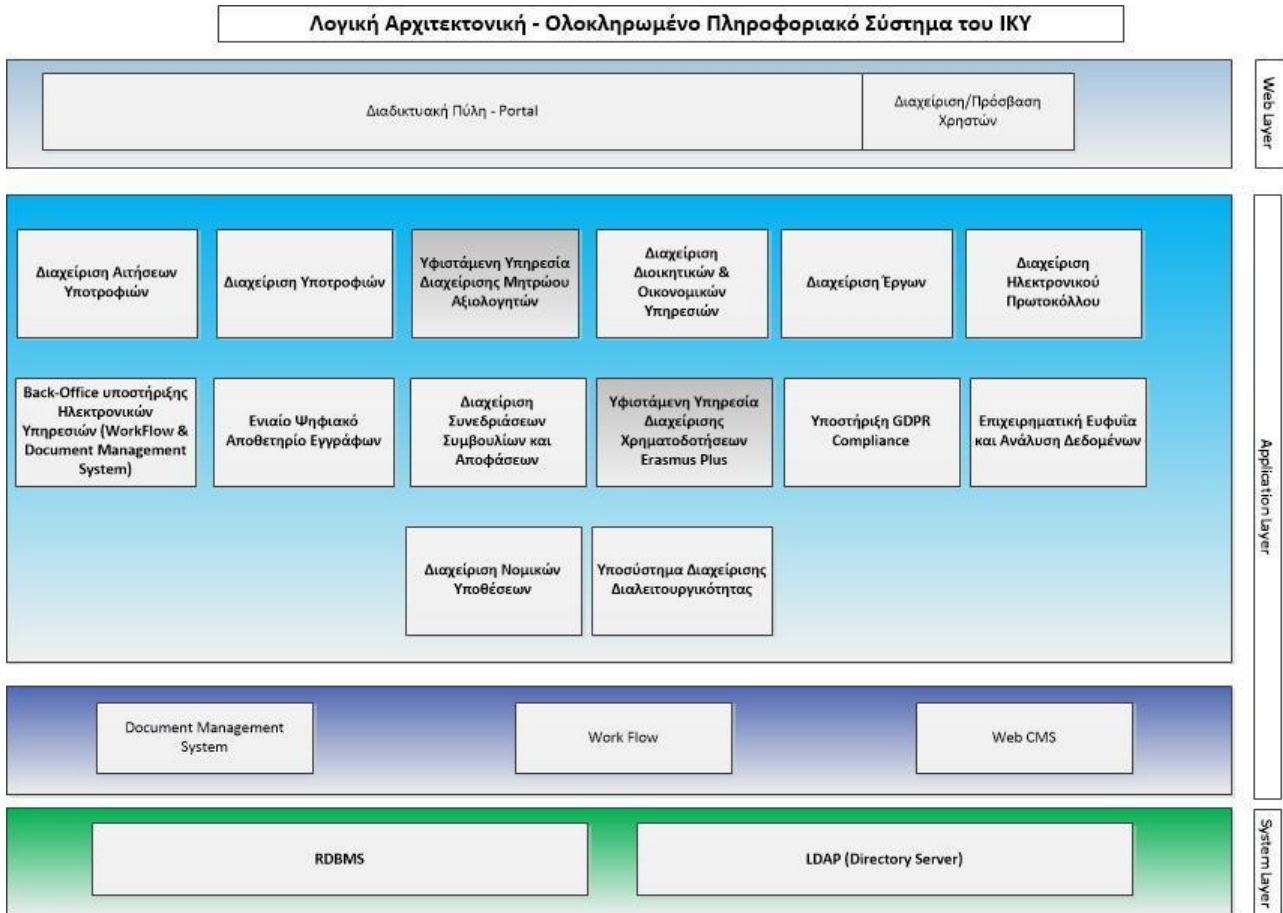 Λογική Αρχιτεκτονική - Ολοκληρωμένο Πληροφοριακό Σύστημα του ΙΚΥ
Διαδικτυακή Πύλη - Portal
Διαχείριση/Πρόσβαση
Χρηστών
Web Layer
Διαχείριση Αιτήσεων
Υποτροφιών
Διαχείριση Υποτροφιών
Υφιστάμενη Υπηρεσία
Διαχείρισης Μητρώου
Αξιολογητών
Διαχείριση
Διοικητικών &
Οικονομικών
Υπηρεσιών
Διαχείριση Έργων
Διαχείριση
Ηλεκτρονικού
Πρωτοκόλλου
Back-Office υποστήριξης
Ηλεκτρονικών
Υπηρεσιών (WorkFlow &
Document Management
System)
Ενιαίο Ψηφιακό
Αποθετήριο Εγγράφων
Διαχείριση
Συνεδριάσεων
Συμβουλίων και
Αποφάσεων
Υφιστάμενη Υπηρεσία
Διαχείρισης
Χρηματοδοτήσεων
Erasmus Plus
Υποστήριξη GDPR
Compliance
Επιχειρηματική Ευφυΐα
και Ανάλυση Δεδομένων
Διαχείριση Νομικών
Υποθέσεων
Υποσύστημα Διαχείρισης
Διαλειτουργικότητας
Application Layer
Document Management
System
Work Flow
Web CMS
RDBMS
LDAP (Directory Server)
System Layer